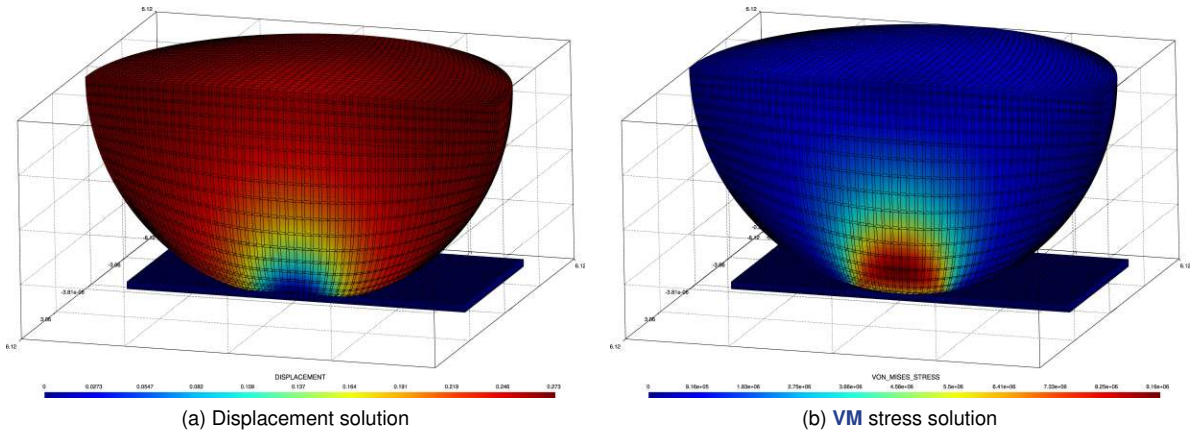 6.12
6.12
-6.12
-3.06
-3.81e-06
3.06
6.12
6.12
DISPLACEMENT
0 0.0273 0.0547 0.082 0.109 0.137 0.164 0.191 0.219 0.246 0.273
VON_MISES_STRESS
0 9.16e+05 1.83e+06 2.75e+06 3.66e+06 4.58e+06 5.5e+06 6.41e+06 7.33e+06 8.25e+06 9.16e+06
(a) Displacement solution
(b) VM stress solution